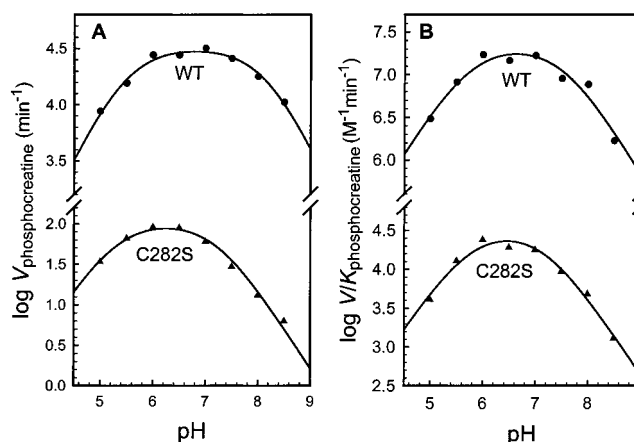 A
WT
C282S
log V phosphocreatine (min⁻¹)
4.5
4.0
3.5
2.0
1.5
1.0
0.5
0.0
5 6 7 8 9
pH
B
WT
C282S
log V/K phosphocreatine (M⁻¹min⁻¹)
7.5
7.0
6.5
6.0
4.5
4.0
3.5
3.0
2.5
5 6 7 8
pH